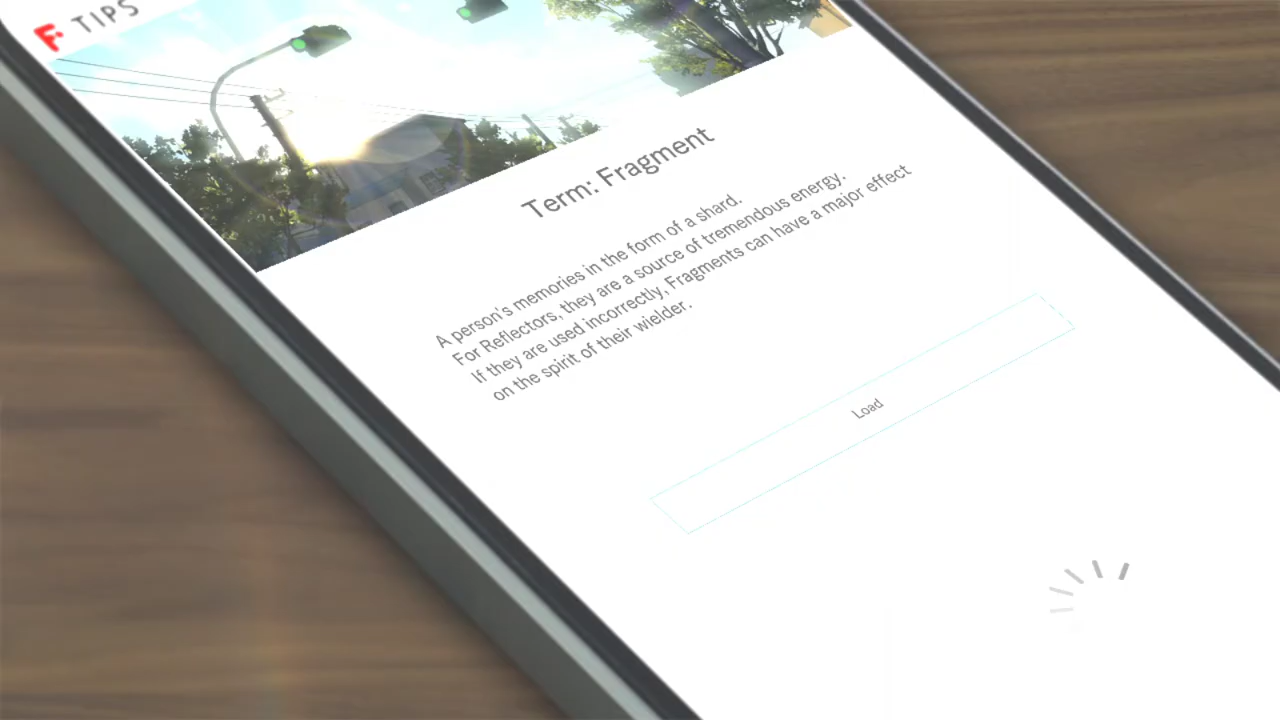 F TIPS
Term: Fragment
A person's memories in the form of a shard.
For Reflectors, they are a source of tremendous energy.
If they are used incorrectly, Fragments can have a major effect
on the spirit of their wielder.
Load